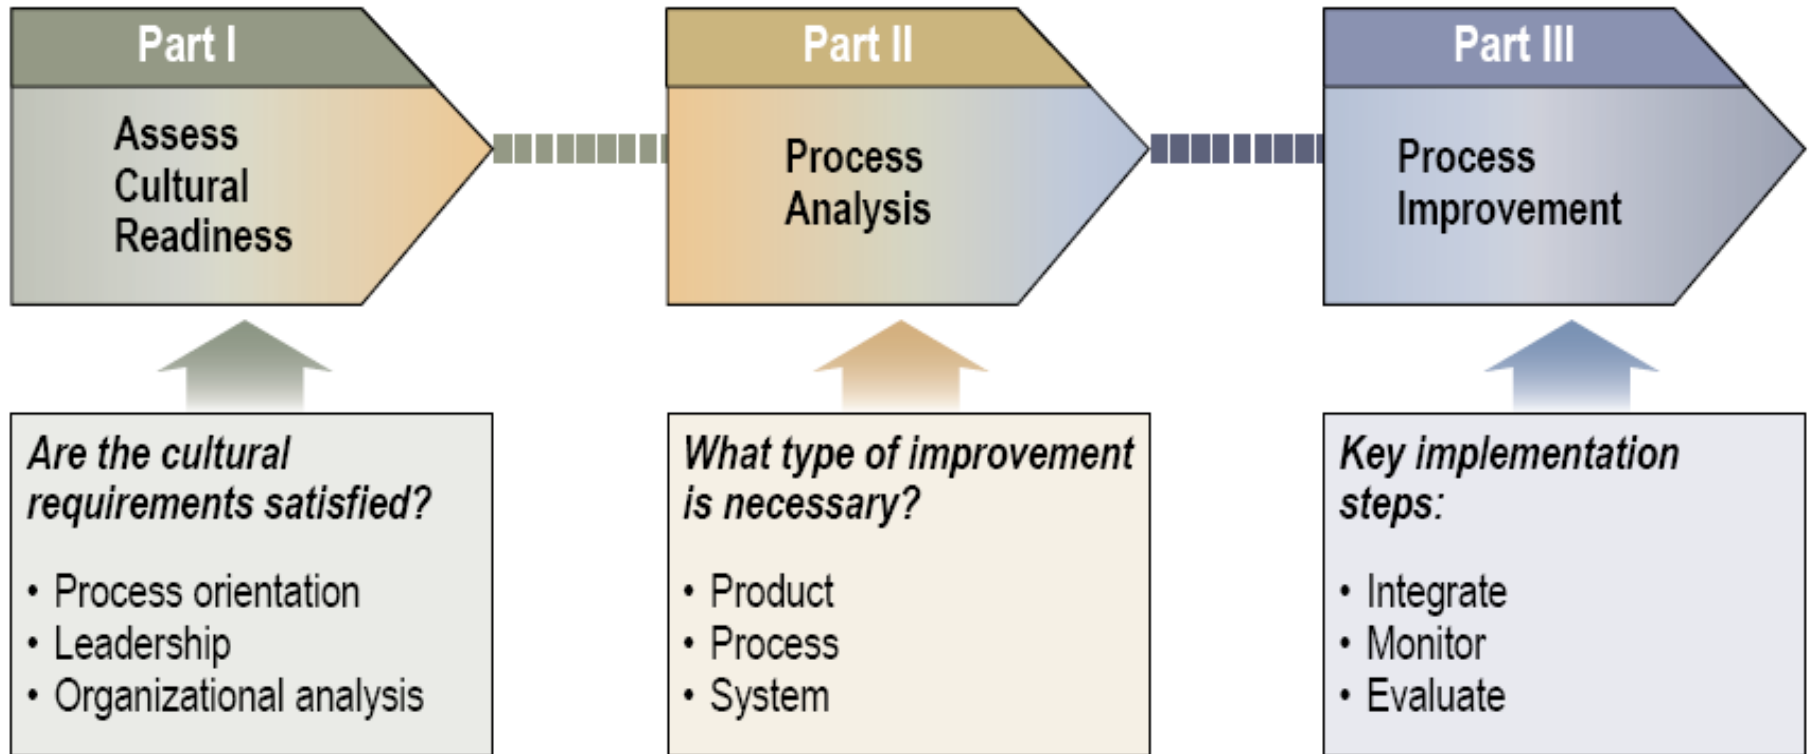 Part I
Assess
Cultural
Readiness
Part II
Process
Analysis
Part III
Process
Improvement
Are the cultural
requirements satisfied?
• Process orientation
• Leadership
• Organizational analysis
What type of improvement
is necessary?
• Product
• Process
• System
Key implementation
steps:
• Integrate
• Monitor
• Evaluate